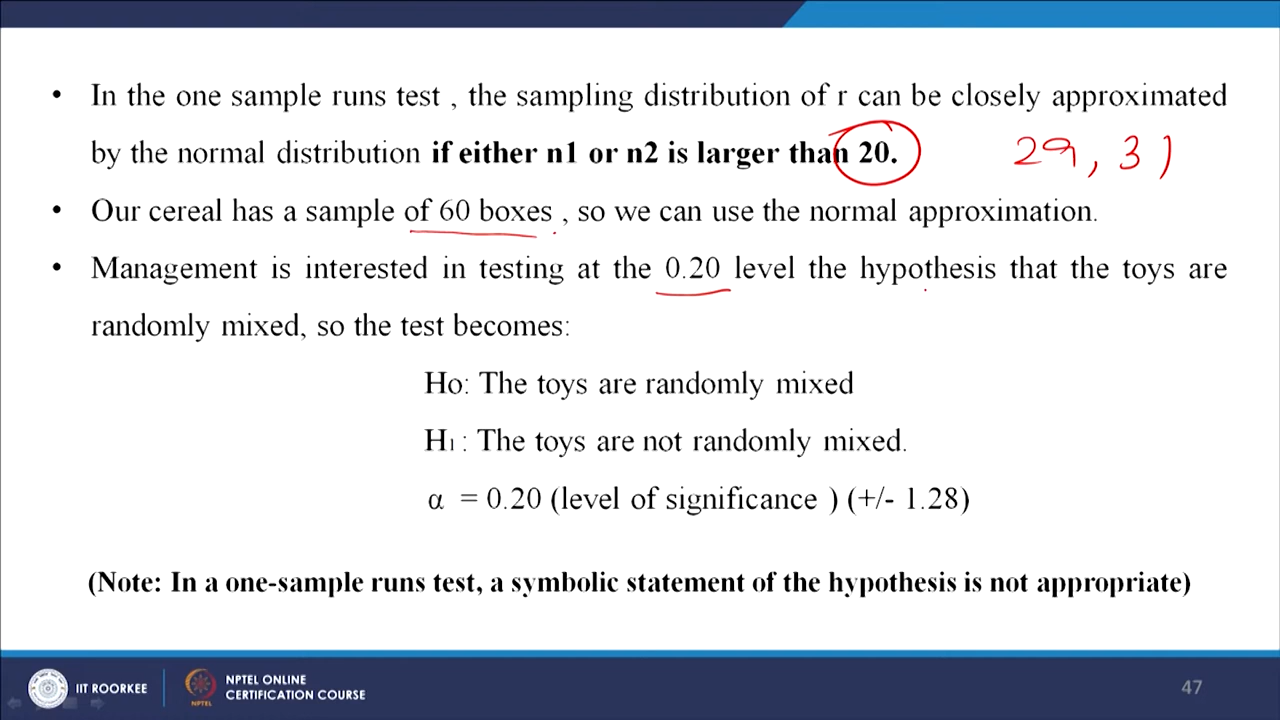 • In the one sample runs test , the sampling distribution of r can be closely approximated
by the normal distribution if either n1 or n2 is larger than 20. 29, 31
• Our cereal has a sample of 60 boxes , so we can use the normal approximation.
• Management is interested in testing at the 0.20 level the hypothesis that the toys are
randomly mixed, so the test becomes:
Ho: The toys are randomly mixed
H1 : The toys are not randomly mixed.
α = 0.20 (level of significance ) (+/- 1.28)
(Note: In a one-sample runs test, a symbolic statement of the hypothesis is not appropriate)
IIT ROORKEE
NPTEL
NPTEL ONLINE
CERTIFICATION COURSE
47